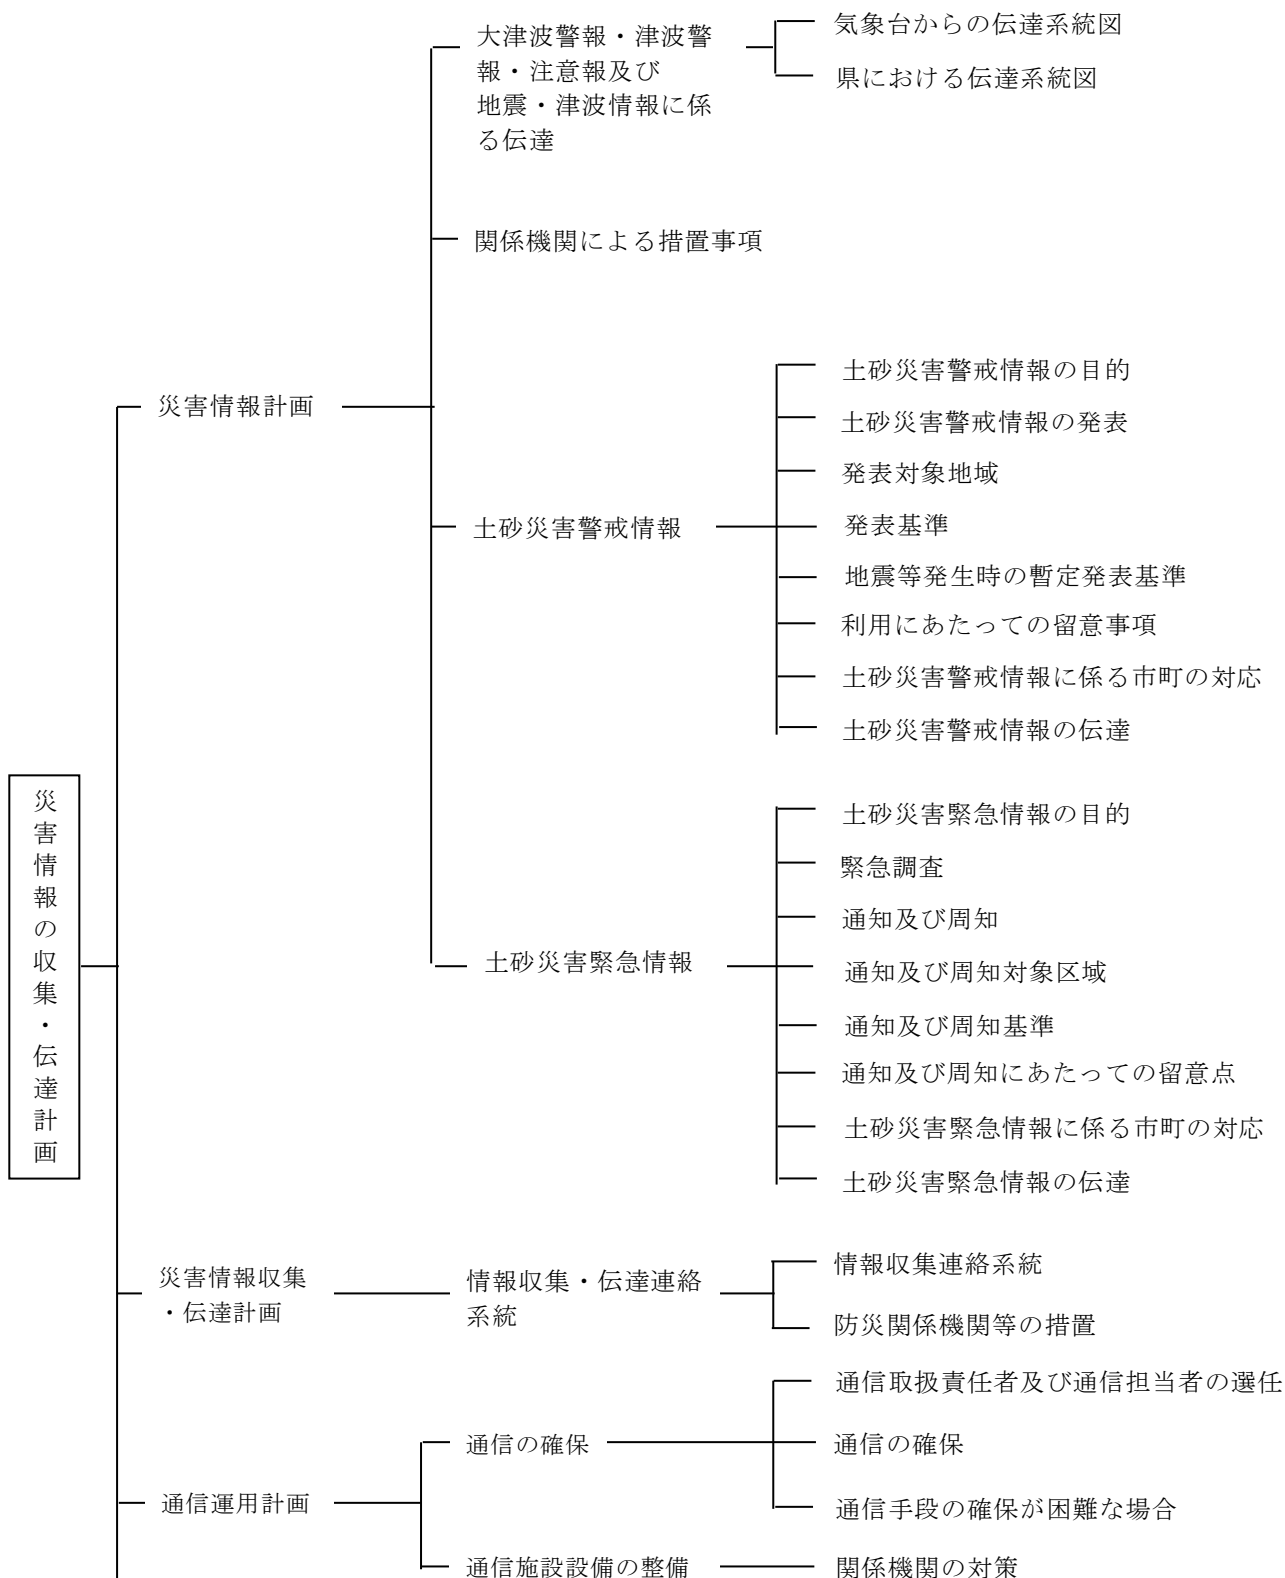 災害情報の収集・伝達計画
災害情報計画
大津波警報・津波警
報・注意報及び
地震・津波情報に係
る伝達
気象台からの伝達系統図
県における伝達系統図
関係機関による措置事項
土砂災害警戒情報
土砂災害警戒情報の目的
土砂災害警戒情報の発表
発表対象地域
発表基準
地震等発生時の暫定発表基準
利用にあたっての留意事項
土砂災害警戒情報に係る市町の対応
土砂災害警戒情報の伝達
土砂災害緊急情報
土砂災害緊急情報の目的
緊急調査
通知及び周知
通知及び周知対象区域
通知及び周知基準
通知及び周知にあたっての留意点
土砂災害緊急情報に係る市町の対応
土砂災害緊急情報の伝達
災害情報収集
・伝達計画
情報収集・伝達連絡
系統
情報収集連絡系統
防災関係機関等の措置
通信運用計画
通信の確保
通信取扱責任者及び通信担当者の選任
通信の確保
通信手段の確保が困難な場合
通信施設設備の整備
関係機関の対策